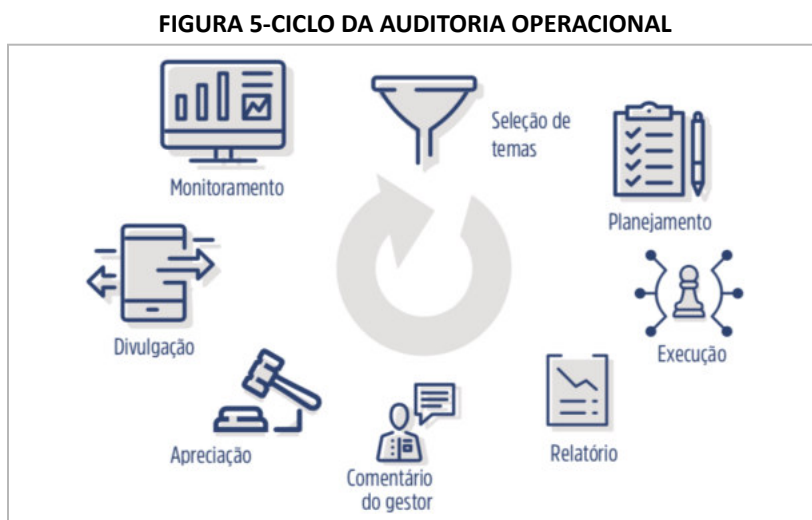 FIGURA 5-CICLO DA AUDITORIA OPERACIONAL
Seleção de
temas
Planejamento
Execução
Relatório
Comentário
do gestor
Apreciação
Divulgação
Monitoramento